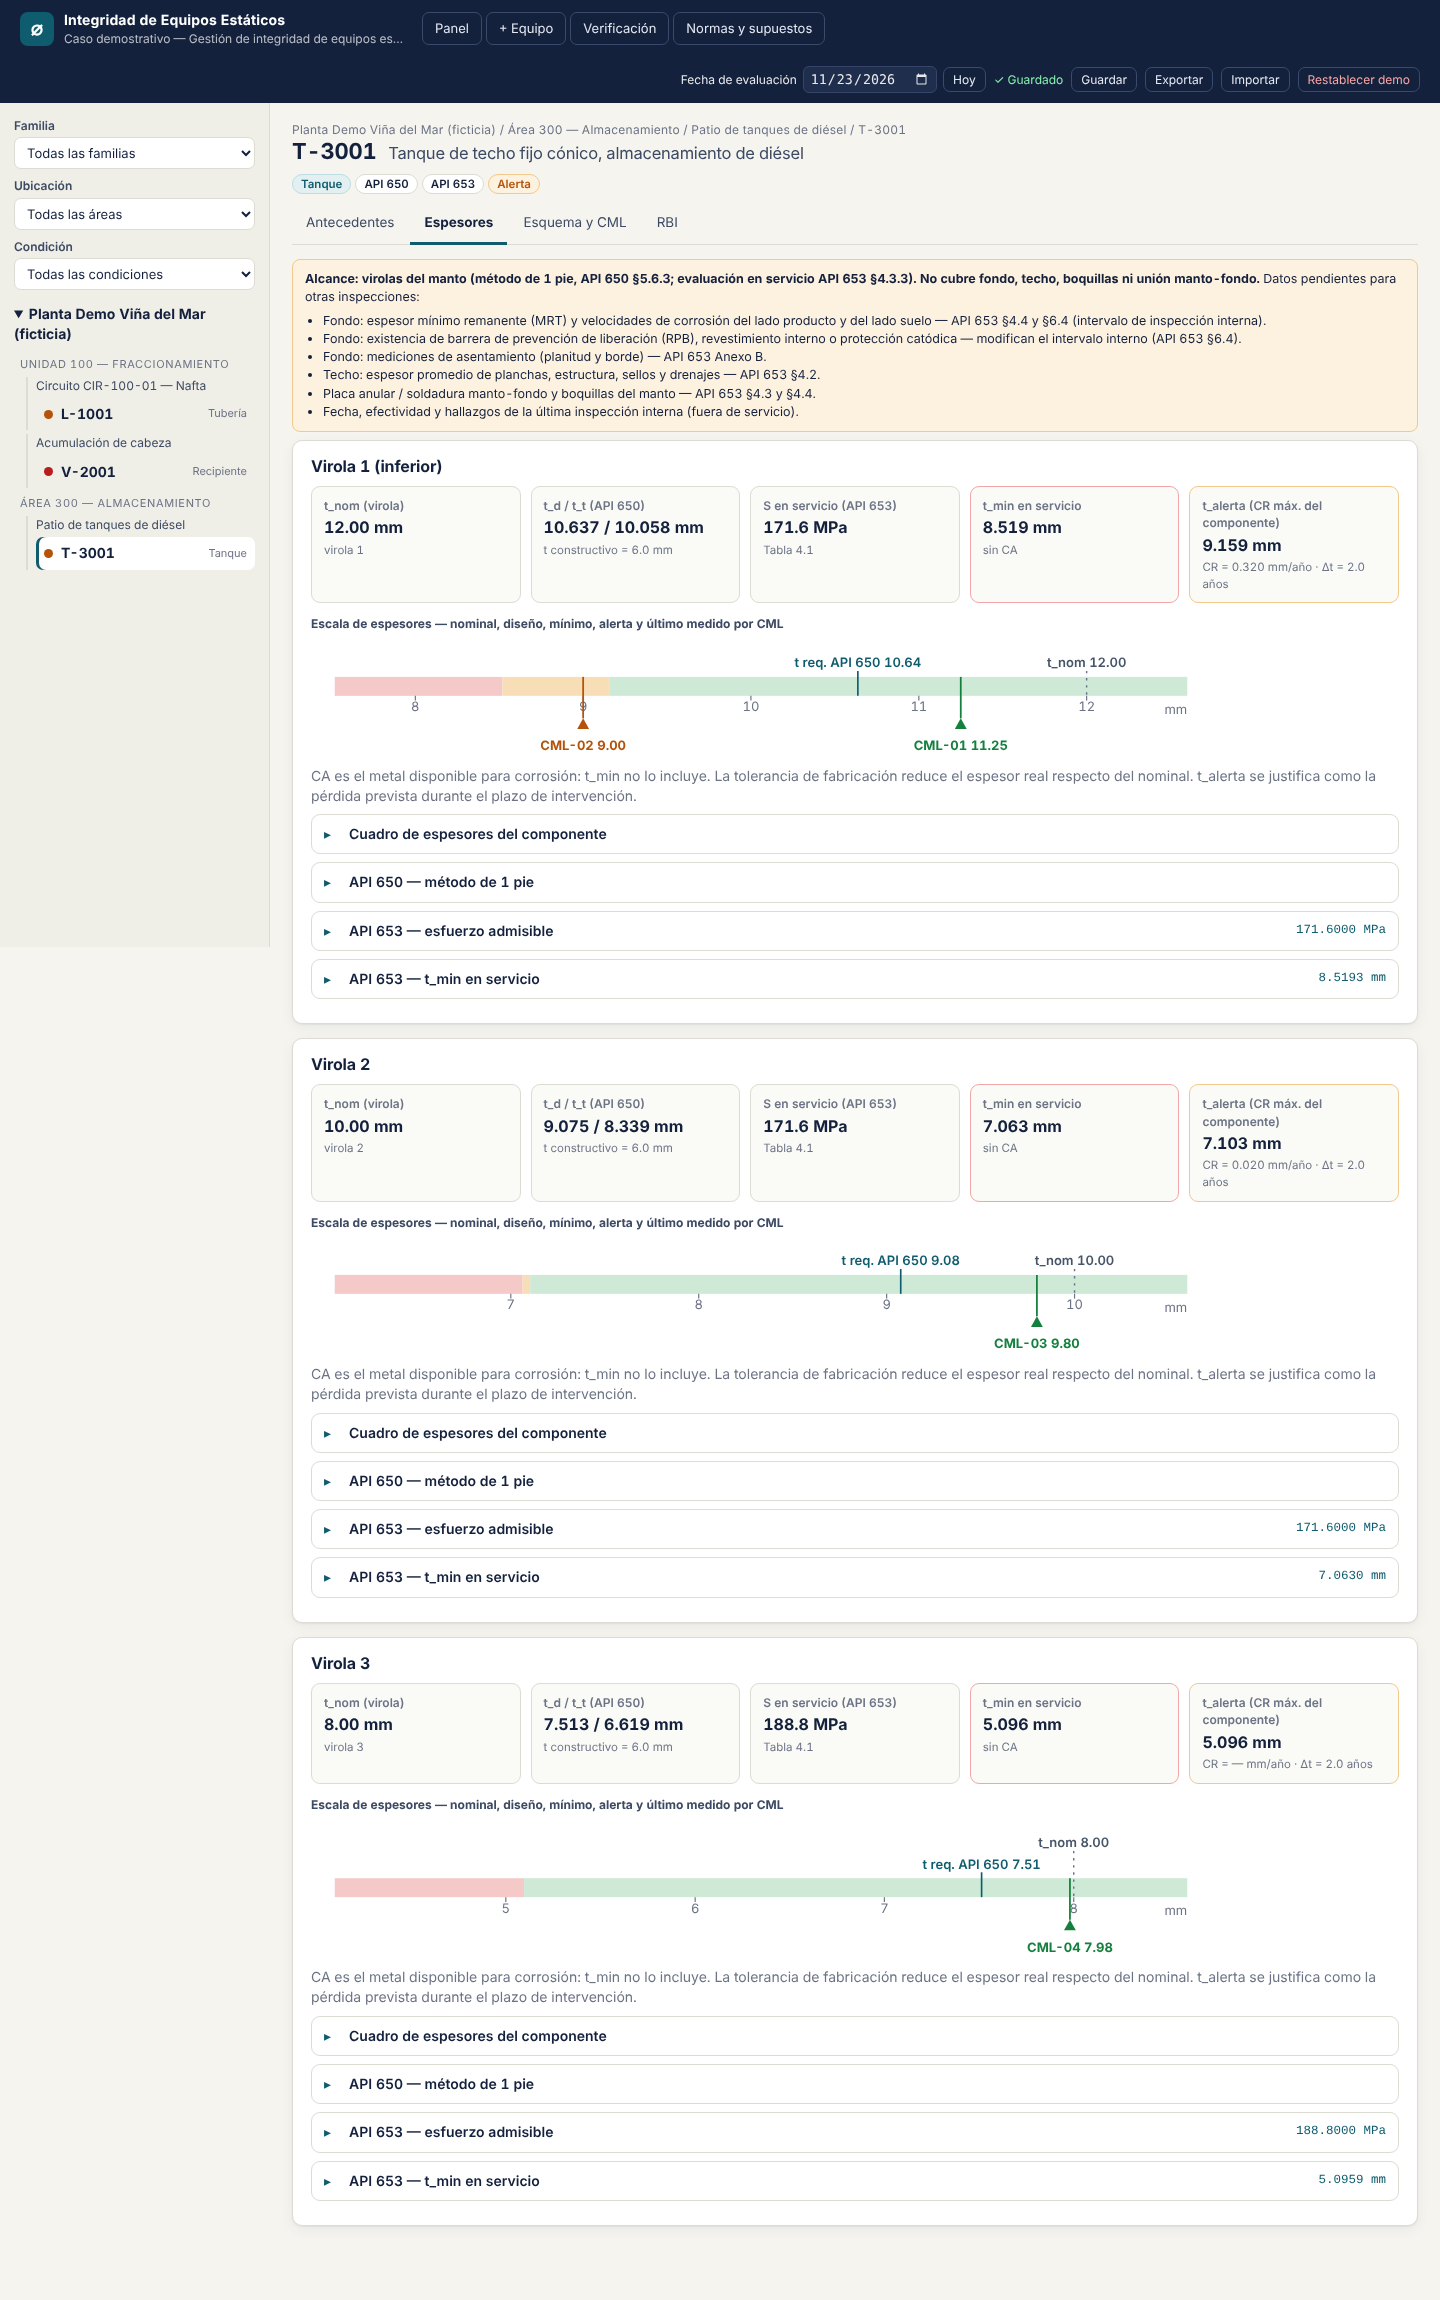 Integridad de Equipos Estáticos
Caso demostrativo — Gestión de integridad de equipos es...
Panel
+ Equipo
Verificación
Normas y supuestos
Fecha de evaluación
11/23/2026
Hoy
✓ Guardado
Guardar
Exportar
Importar
Restablecer demo
Familia
Todas las familias
Ubicación
Todas las áreas
Condición
Todas las condiciones
▼ Planta Demo Viña del Mar
(ficticia)
UNIDAD 100 — FRACCIONAMIENTO
Circuito CIR-100-01 — Nafta
L-1001 Tubería
Acumulación de cabeza
V-2001 Recipiente
ÁREA 300 — ALMACENAMIENTO
Patio de tanques de diésel
T-3001 Tanque
Planta Demo Viña del Mar (ficticia) / Área 300 — Almacenamiento / Patio de tanques de diésel / T-3001
T-3001 Tanque de techo fijo cónico, almacenamiento de diésel
Tanque API 650 API 653 Alerta
Antecedentes
Espesores
Esquema y CML
RBI
Alcance: virolas del manto (método de 1 pie, API 650 §5.6.3; evaluación en servicio API 653 §4.3.3). No cubre fondo, techo, boquillas ni unión manto-fondo. Datos pendientes para
otras inspecciones:
• Fondo: espesor mínimo remanente (MRT) y velocidades de corrosión del lado producto y del lado suelo — API 653 §4.4 y §6.4 (intervalo de inspección interna).
• Fondo: existencia de barrera de prevención de liberación (RPB), revestimiento interno o protección catódica — modifican el intervalo interno (API 653 §6.4).
• Fondo: mediciones de asentamiento (planitud y borde) — API 653 Anexo B.
• Techo: espesor promedio de planchas, estructura, sellos y drenajes — API 653 §4.2.
• Placa anular / soldadura manto-fondo y boquillas del manto — API 653 §4.3 y §4.4.
• Fecha, efectividad y hallazgos de la última inspección interna (fuera de servicio).
Virola 1 (inferior)
t_nom (virola)
12.00 mm
virola 1
t_d / t_t (API 650)
10.637 / 10.058 mm
t constructivo = 6.0 mm
S en servicio (API 653)
171.6 MPa
Tabla 4.1
t_min en servicio
8.519 mm
sin CA
t_alerta (CR máx. del
componente)
9.159 mm
CR = 0.320 mm/año · Δt = 2.0
años
Escala de espesores — nominal, diseño, mínimo, alerta y último medido por CML
t req. API 650 10.64 t_nom 12.00
8 9 10 11 12 mm
CML-02 9.00 CML-01 11.25
CA es el metal disponible para corrosión: t_min no lo incluye. La tolerancia de fabricación reduce el espesor real respecto del nominal. t_alerta se justifica como la
pérdida prevista durante el plazo de intervención.
▸ Cuadro de espesores del componente
▸ API 650 — método de 1 pie
▸ API 653 — esfuerzo admisible 171.6000 MPa
▸ API 653 — t_min en servicio 8.5193 mm
Virola 2
t_nom (virola)
10.00 mm
virola 2
t_d / t_t (API 650)
9.075 / 8.339 mm
t constructivo = 6.0 mm
S en servicio (API 653)
171.6 MPa
Tabla 4.1
t_min en servicio
7.063 mm
sin CA
t_alerta (CR máx. del
componente)
7.103 mm
CR = 0.020 mm/año · Δt = 2.0
años
Escala de espesores — nominal, diseño, mínimo, alerta y último medido por CML
t req. API 650 9.08 t_nom 10.00
7 8 9 10 mm
CML-03 9.80
CA es el metal disponible para corrosión: t_min no lo incluye. La tolerancia de fabricación reduce el espesor real respecto del nominal. t_alerta se justifica como la
pérdida prevista durante el plazo de intervención.
▸ Cuadro de espesores del componente
▸ API 650 — método de 1 pie
▸ API 653 — esfuerzo admisible 171.6000 MPa
▸ API 653 — t_min en servicio 7.0630 mm
Virola 3
t_nom (virola)
8.00 mm
virola 3
t_d / t_t (API 650)
7.513 / 6.619 mm
t constructivo = 6.0 mm
S en servicio (API 653)
188.8 MPa
Tabla 4.1
t_min en servicio
5.096 mm
sin CA
t_alerta (CR máx. del
componente)
5.096 mm
CR = — mm/año · Δt = 2.0 años
Escala de espesores — nominal, diseño, mínimo, alerta y último medido por CML
t_nom 8.00
t req. API 650 7.51
5 6 7 8 mm
CML-04 7.98
CA es el metal disponible para corrosión: t_min no lo incluye. La tolerancia de fabricación reduce el espesor real respecto del nominal. t_alerta se justifica como la
pérdida prevista durante el plazo de intervención.
▸ Cuadro de espesores del componente
▸ API 650 — método de 1 pie
▸ API 653 — esfuerzo admisible 188.8000 MPa
▸ API 653 — t_min en servicio 5.0959 mm